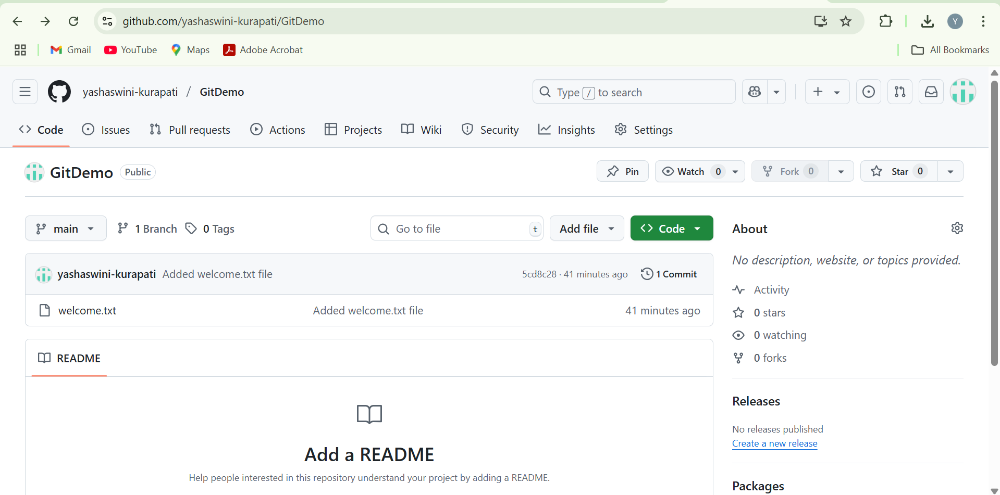 github.com/yashaswini-kurapati/GitDemo
Y
Gmail YouTube Maps Adobe Acrobat All Bookmarks
yashaswini-kurapati / GitDemo Type / to search
Code Issues Pull requests Actions Projects Wiki Security Insights Settings
GitDemo Public Pin Watch 0 Fork 0 Star 0
main 1 Branch 0 Tags Go to file t Add file Code
yashaswini-kurapati Added welcome.txt file 5cd8c28 · 41 minutes ago 1 Commit
welcome.txt Added welcome.txt file 41 minutes ago
README
Add a README
Help people interested in this repository understand your project by adding a README.
About
No description, website, or topics provided.
Activity
0 stars
0 watching
0 forks
Releases
No releases published
Create a new release
Packages